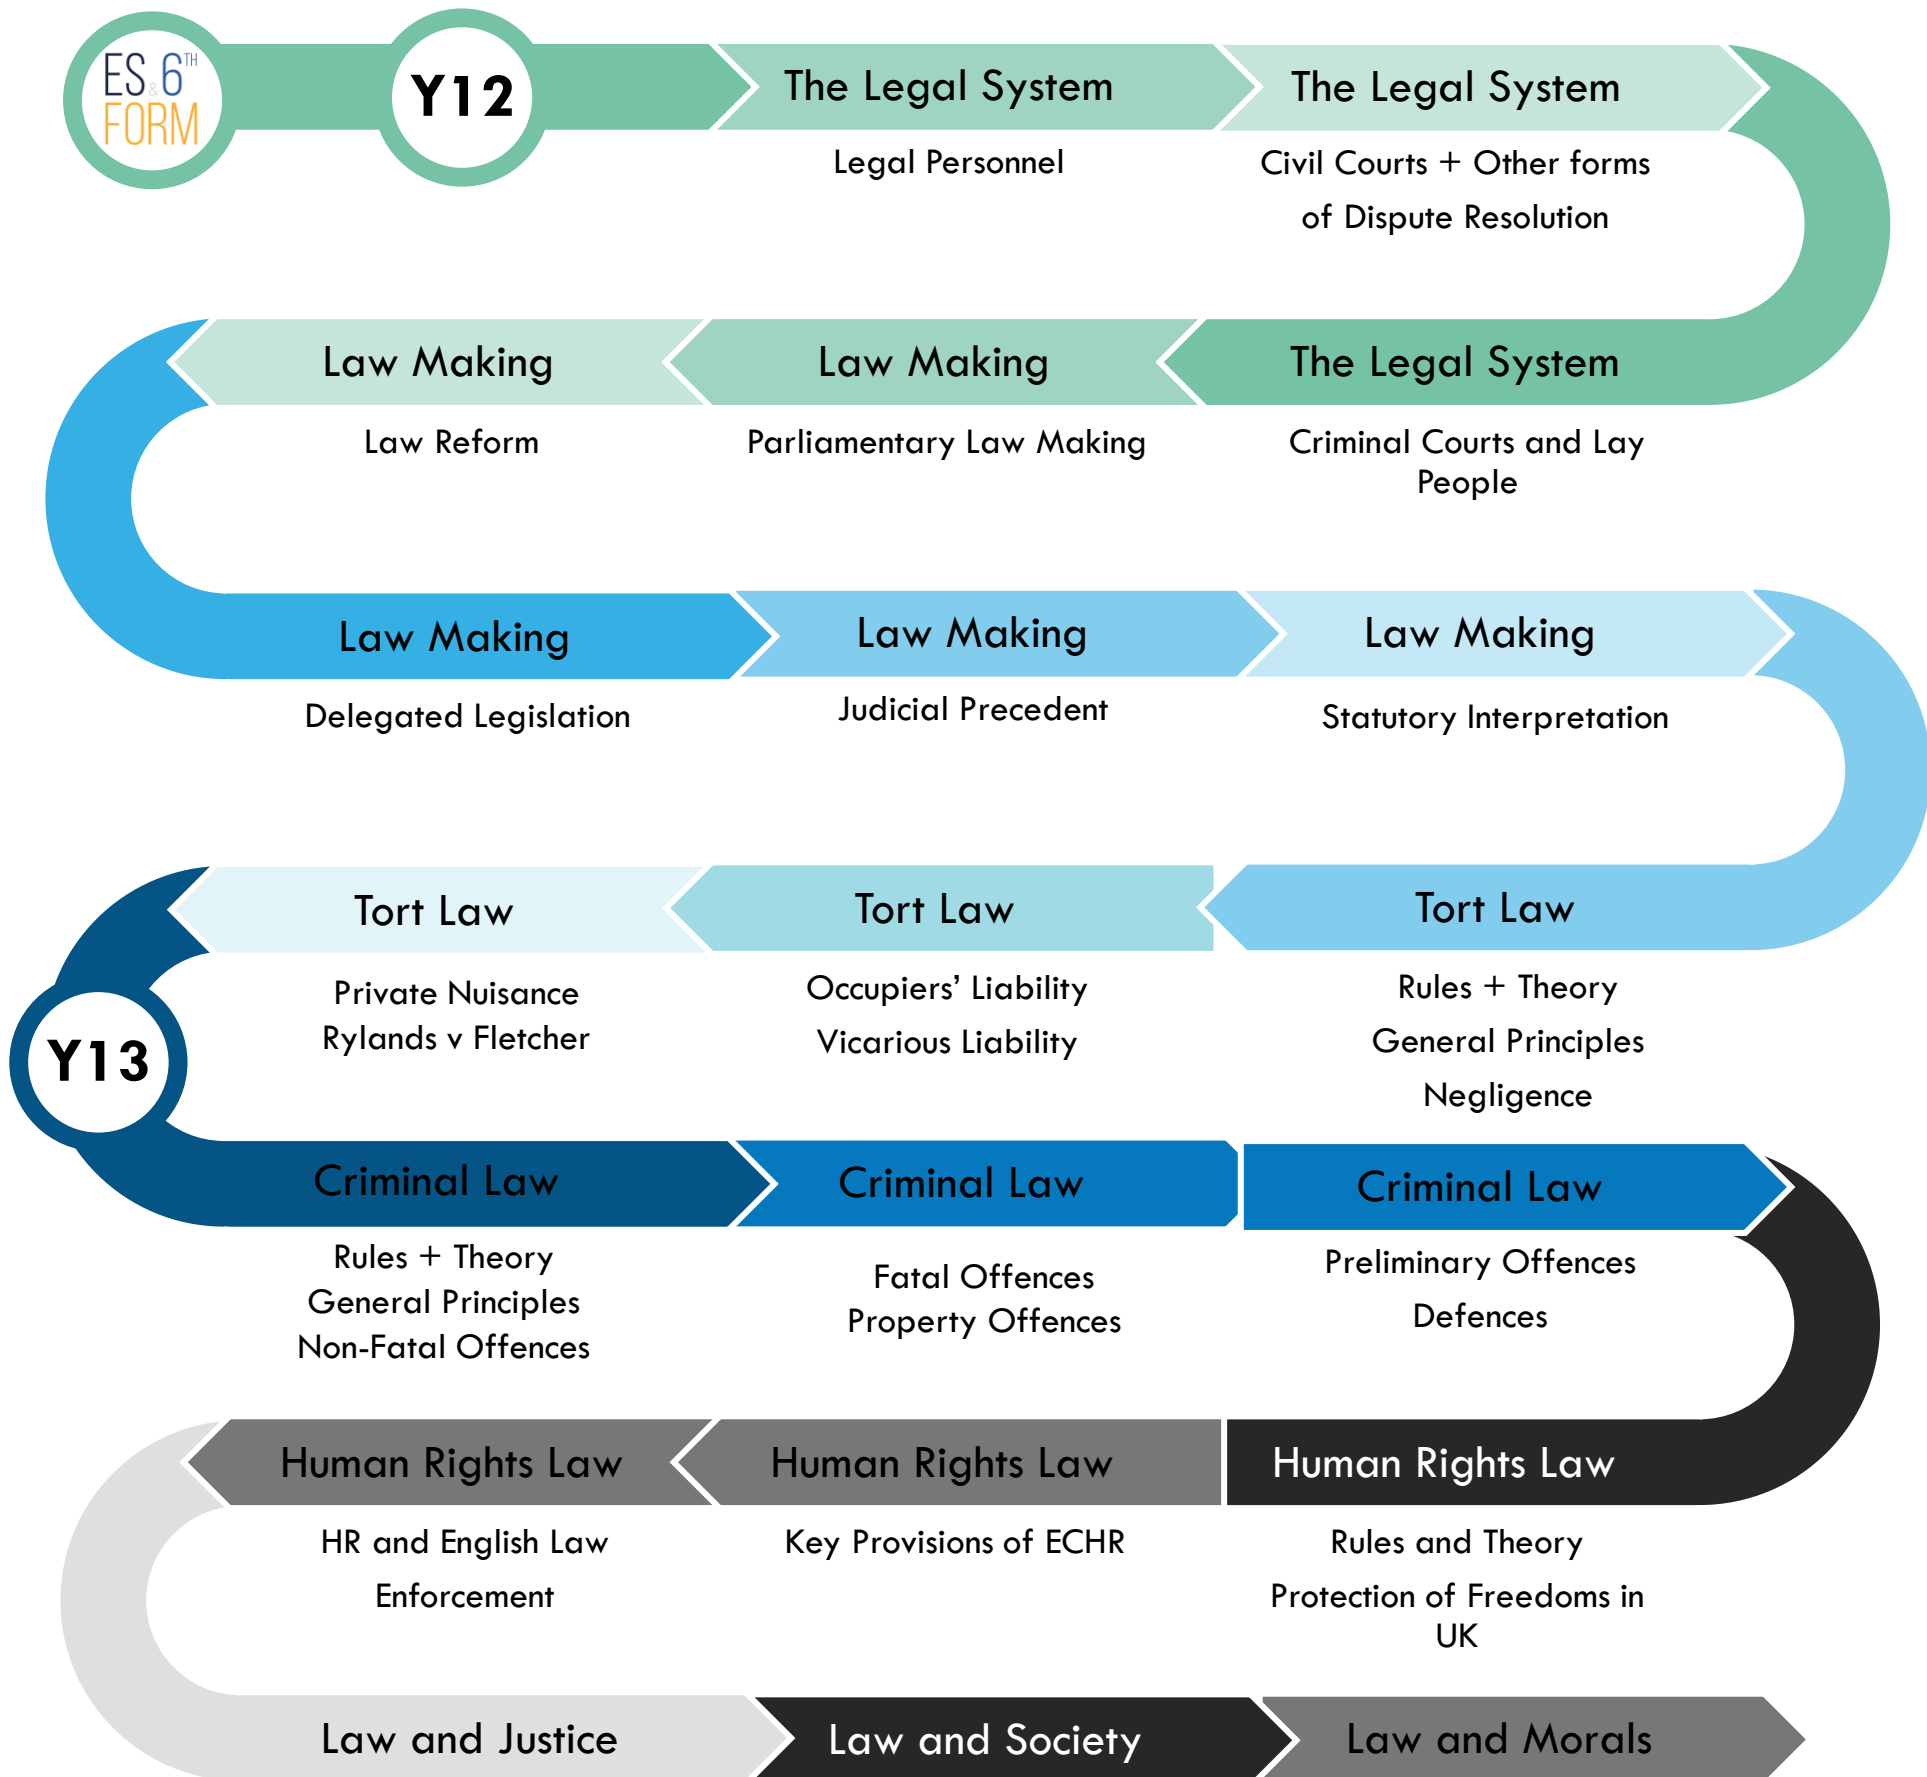 ES & 6TH
FORM
Y12
The Legal System
Legal Personnel
The Legal System
Civil Courts + Other forms
of Dispute Resolution
The Legal System
Criminal Courts and Lay
People
Law Making
Parliamentary Law Making
Law Making
Law Reform
Law Making
Delegated Legislation
Law Making
Judicial Precedent
Law Making
Statutory Interpretation
Tort Law
Rules + Theory
General Principles
Negligence
Tort Law
Occupiers’ Liability
Vicarious Liability
Tort Law
Private Nuisance
Rylands v Fletcher
Y13
Criminal Law
Rules + Theory
General Principles
Non-Fatal Offences
Criminal Law
Fatal Offences
Property Offences
Criminal Law
Preliminary Offences
Defences
Human Rights Law
Rules and Theory
Protection of Freedoms in
UK
Human Rights Law
Key Provisions of ECHR
Human Rights Law
HR and English Law
Enforcement
Law and Justice
Law and Society
Law and Morals